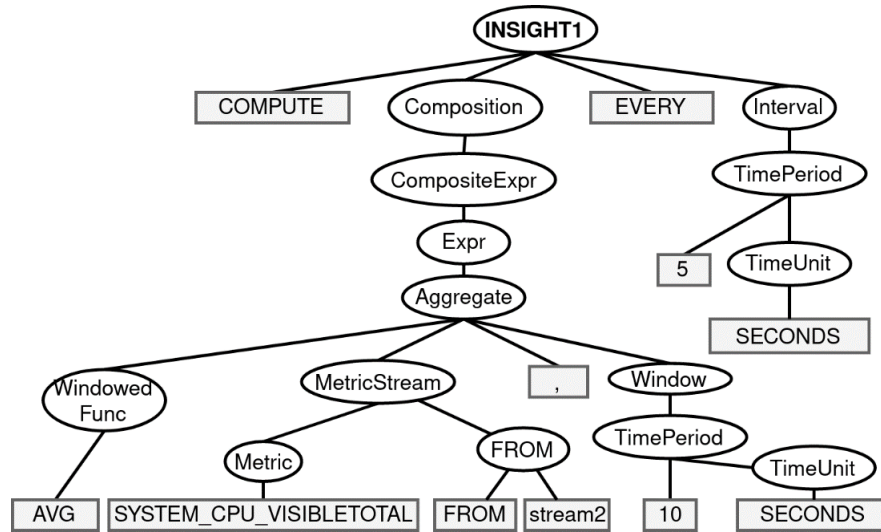 INSIGHT1
COMPUTE
Composition
EVERY
Interval
CompositeExpr
TimePeriod
Expr
5
TimeUnit
Aggregate
SECONDS
Windowed
Func
MetricStream
,
Window
Metric
FROM
TimePeriod
TimeUnit
AVG
SYSTEM_CPU_VISIBLETOTAL
FROM
stream2
10
SECONDS